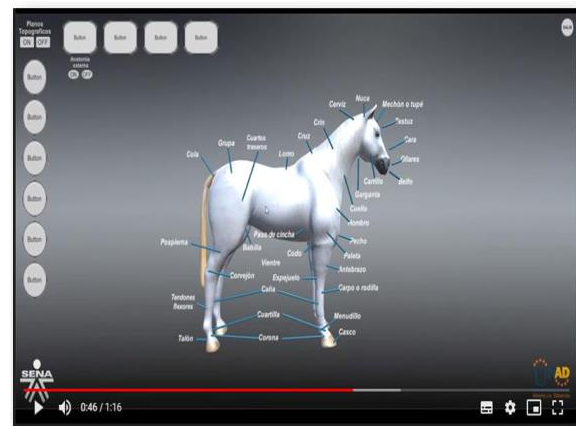 Planos
Topograficos
ON OFF
Button
Button
Button
Button
Anatomia
externa
ON OFF
Button
Button
Button
Button
Button
Button
Nuca
Cerviz
Mechón o tupé
Crin
Testuz
Cruz
Cara
Cuartos
traseros
Grupa
Lomo
Ollares
Cola
Carrillo
Belfo
Garganta
Cuello
Hombro
Paso de cincha
Pecho
Pospierna
Babilla
Codo
Paleta
Vientre
Antebrazo
Corvejón
Espejuelo
Caña
Carpo o rodilla
Tendones
flexores
Cuartilla
Menudillo
Talón
Corona
Casco
SENA
AD
0:46 / 1:16